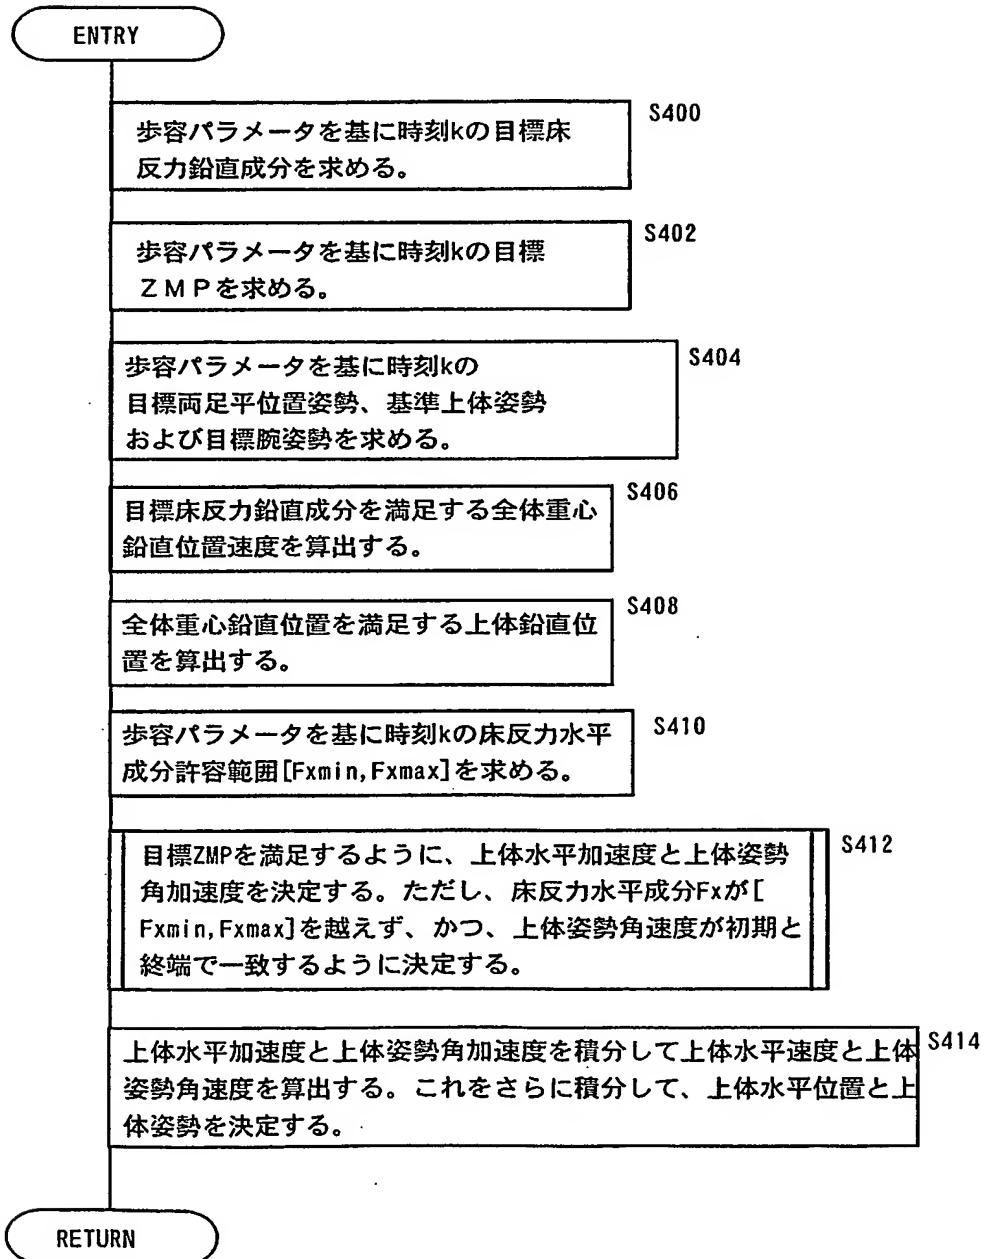 ENTRY
S400
歩容パラメータを基に時刻kの目標床
反力鉛直成分を求める。
S402
歩容パラメータを基に時刻kの目標
ZMPを求める。
S404
歩容パラメータを基に時刻kの
目標両足平位置姿勢、基準上体姿勢
および目標腕姿勢を求める。
S406
目標床反力鉛直成分を満足する全体重心
鉛直位置速度を算出する。
S408
全体重心鉛直位置を満足する上体鉛直位
置を算出する。
S410
歩容パラメータを基に時刻kの床反力水平
成分許容範囲[Fxmin,Fxmax]を求める。
S412
目標ZMPを満足するように、上体水平加速度と上体姿勢
角加速度を決定する。ただし、床反力水平成分Fxが[
Fxmin,Fxmax]を越えず、かつ、上体姿勢角速度が初期と
終端で一致するように決定する。
S414
上体水平加速度と上体姿勢角加速度を積分して上体水平速度と上体
姿勢角速度を算出する。これをさらに積分して、上体水平位置と上
体姿勢を決定する。
RETURN